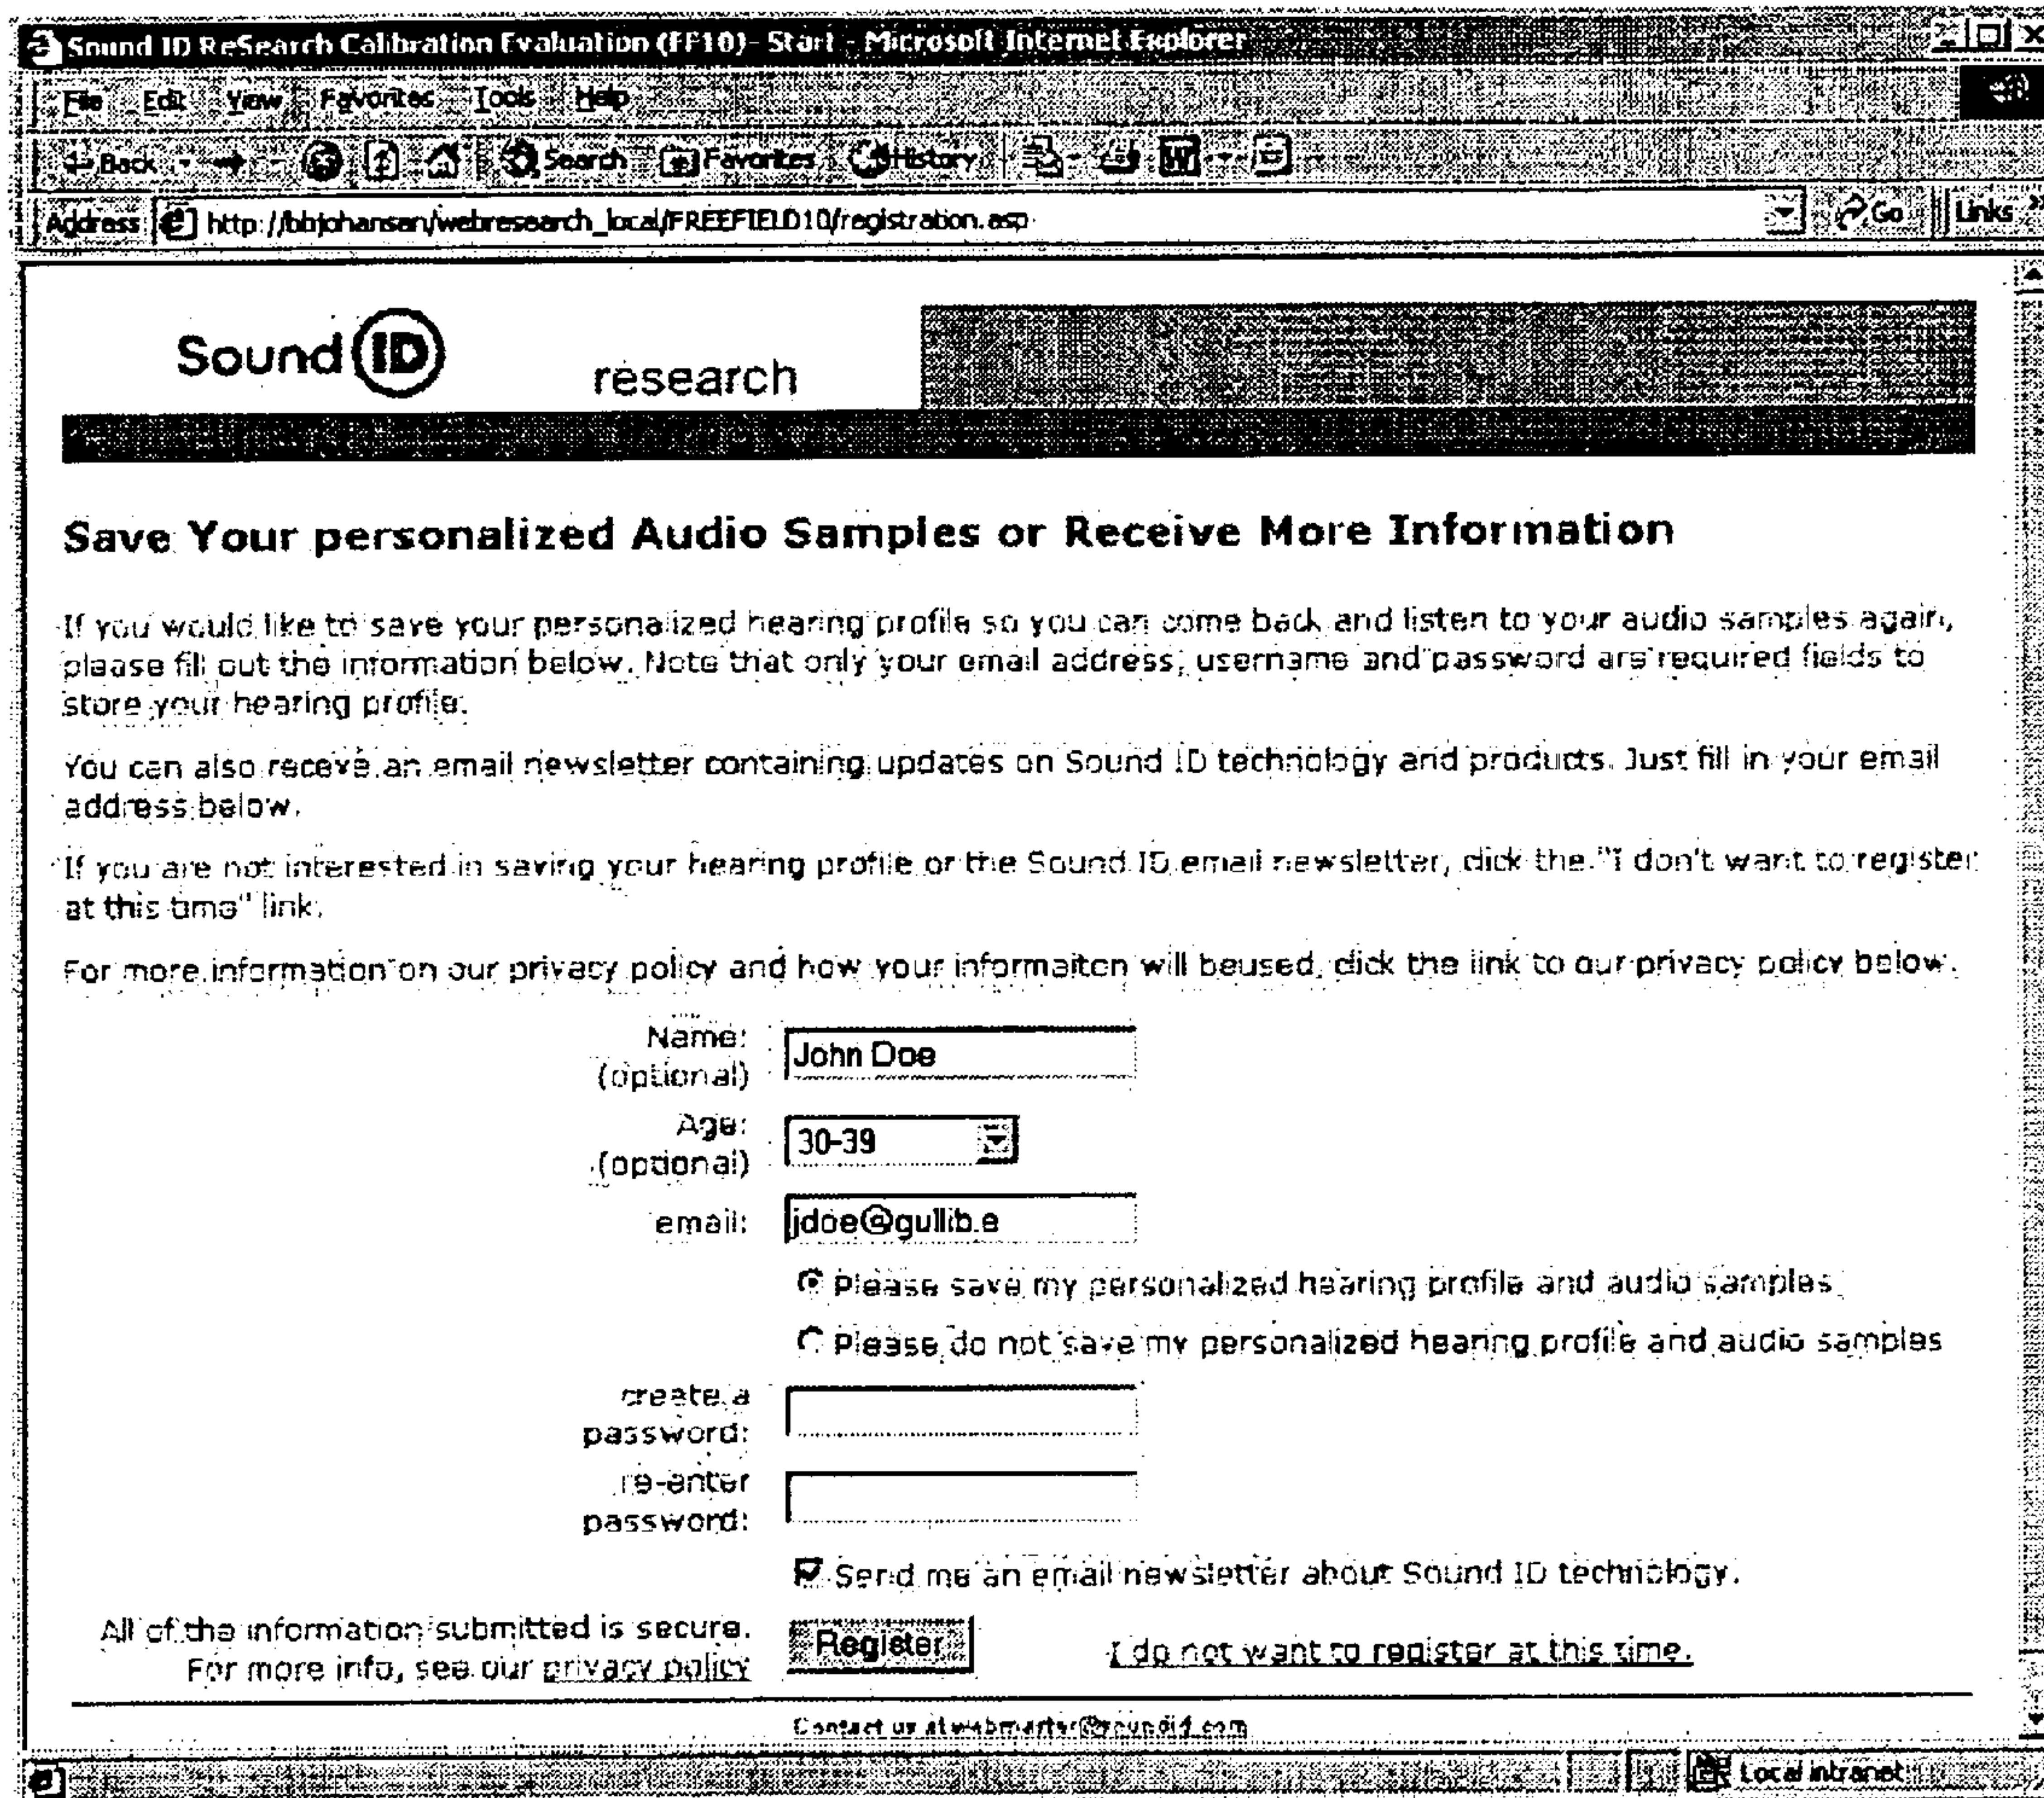 Sound ID ReSearch Calibration Evaluation (FF10)- Start - Microsoft Internet Explorer
File Edit View Favorites Tools Help
Back Search Favorites History
Address http://bbjohansen/webresearch_local/FREEFIELD10/registration.asp Go Links »
Sound ID research
Save Your personalized Audio Samples or Receive More Information
If you would like to save your personalized hearing profile so you can come back and listen to your audio samples again,
please fill out the information below. Note that only your email address, username and password are required fields to
store your hearing profile.
You can also receive an email newsletter containing updates on Sound ID technology and products. Just fill in your email
address below.
If you are not interested in saving your hearing profile or the Sound ID email newsletter, click the "I don't want to register
at this time" link.
For more information on our privacy policy and how your informaiton will beused, click the link to our privacy policy below.
Name: John Doe
(optional)
Age: 30-39
(optional)
email: jdoe@gullib.e
Please save my personalized hearing profile and audio samples
Please do not save my personalized hearing profile and audio samples
create a
password:
re-enter
password:
Send me an email newsletter about Sound ID technology.
All of the information submitted is secure.
For more info, see our privacy policy
Register I do not want to register at this time.
Contact us at webmaster@soundid.com
Local intranet